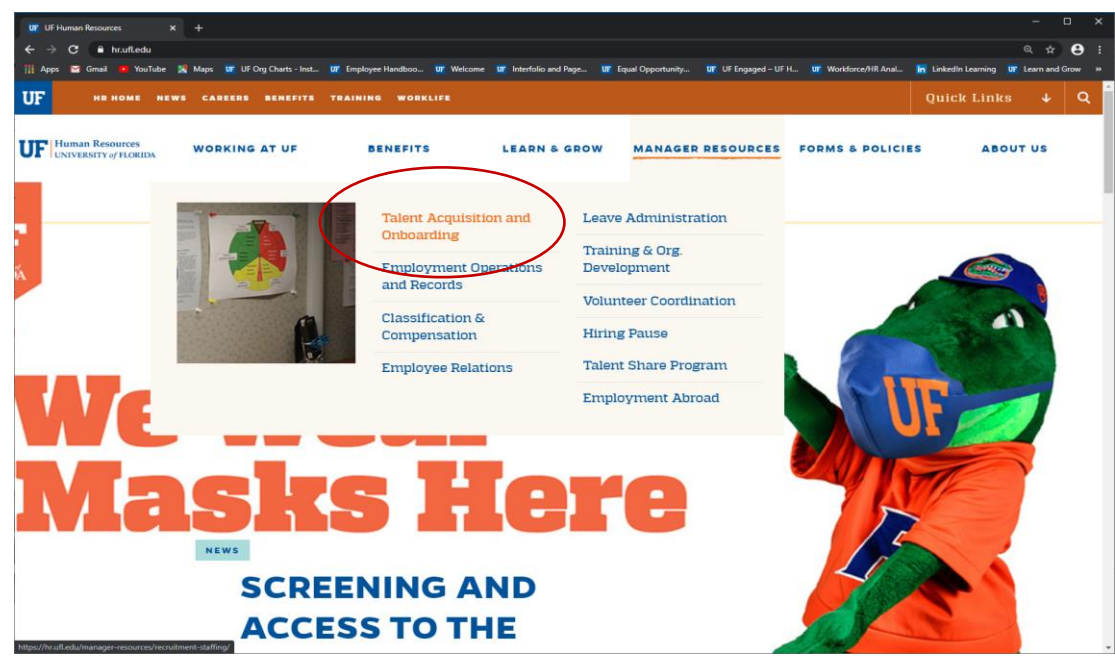 UF Human Resources
hr.ufl.edu
Apps Gmail YouTube Maps UF Org Charts - Inst... Employee Handboo... Welcome Interfolio and Page... Equal Opportunity... UF Engaged – UF H... Workforce/HR Anal... LinkedIn Learning Learn and Grow »
UF HR HOME NEWS CAREERS BENEFITS TRAINING WORKLIFE Quick Links
UF Human Resources
UNIVERSITY of FLORIDA
WORKING AT UF BENEFITS LEARN & GROW MANAGER RESOURCES FORMS & POLICIES ABOUT US
Talent Acquisition and
Onboarding
Employment Operations
and Records
Classification &
Compensation
Employee Relations
Leave Administration
Training & Org.
Development
Volunteer Coordination
Hiring Pause
Talent Share Program
Employment Abroad
UF
We Wear
Masks Here
NEWS
SCREENING AND
ACCESS TO THE
https://hr.ufl.edu/manager-resources/recruitment-staffing/